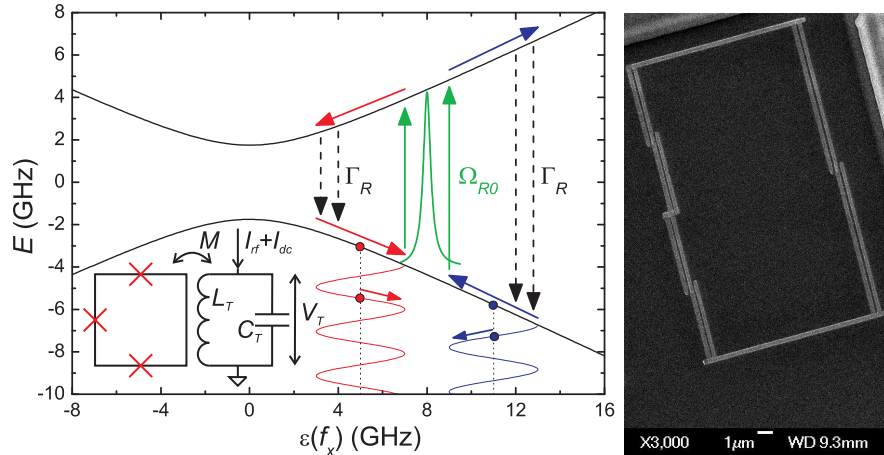 8
6
4
2
0
-2
-4
-6
-8
-10
E (GHz)
Γ_R
Ω_R0
Γ_R
M
I_rf+I_dc
L_T
C_T
V_T
-8 -4 0 4 8 12 16
ε(f_x) (GHz)
X3,000 1μm WD 9.3mm